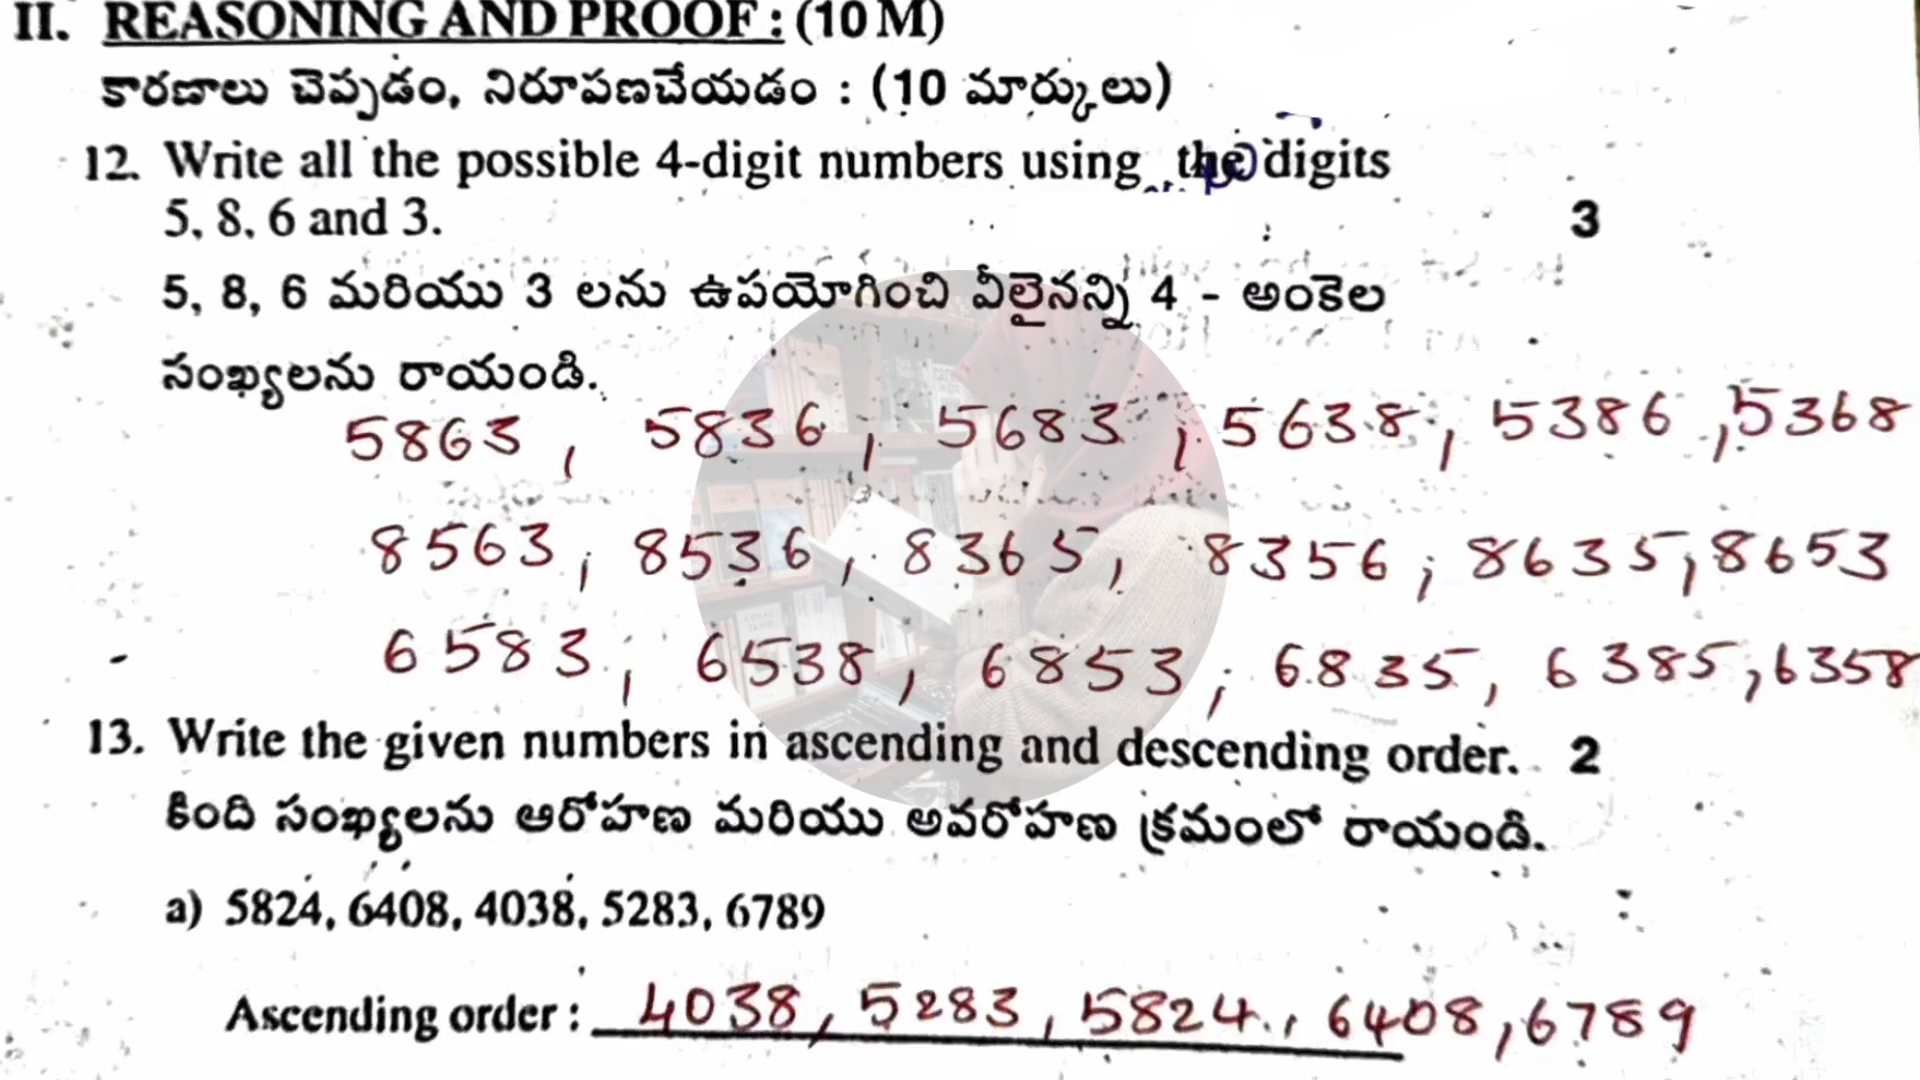 II. REASONING AND PROOF : (10 M)
కారణాలు చెప్పడం, నిరూపణచేయడం : (10 మార్కులు)
12. Write all the possible 4-digit numbers using the digits
5, 8, 6 and 3. 3
5, 8, 6 మరియు 3 లను ఉపయోగించి వీలైనన్ని 4 - అంకెల
సంఖ్యలను రాయండి.
5863, 5836, 5683, 5638, 5386, 5368
8563, 8536, 8365, 8356, 8635, 8653
6583, 6538, 6853, 6835, 6385, 6358
13. Write the given numbers in ascending and descending order. 2
కింది సంఖ్యలను ఆరోహణ మరియు అవరోహణ క్రమంలో రాయండి.
a) 5824, 6408, 4038, 5283, 6789
Ascending order : 4038, 5283, 5824, 6408, 6789